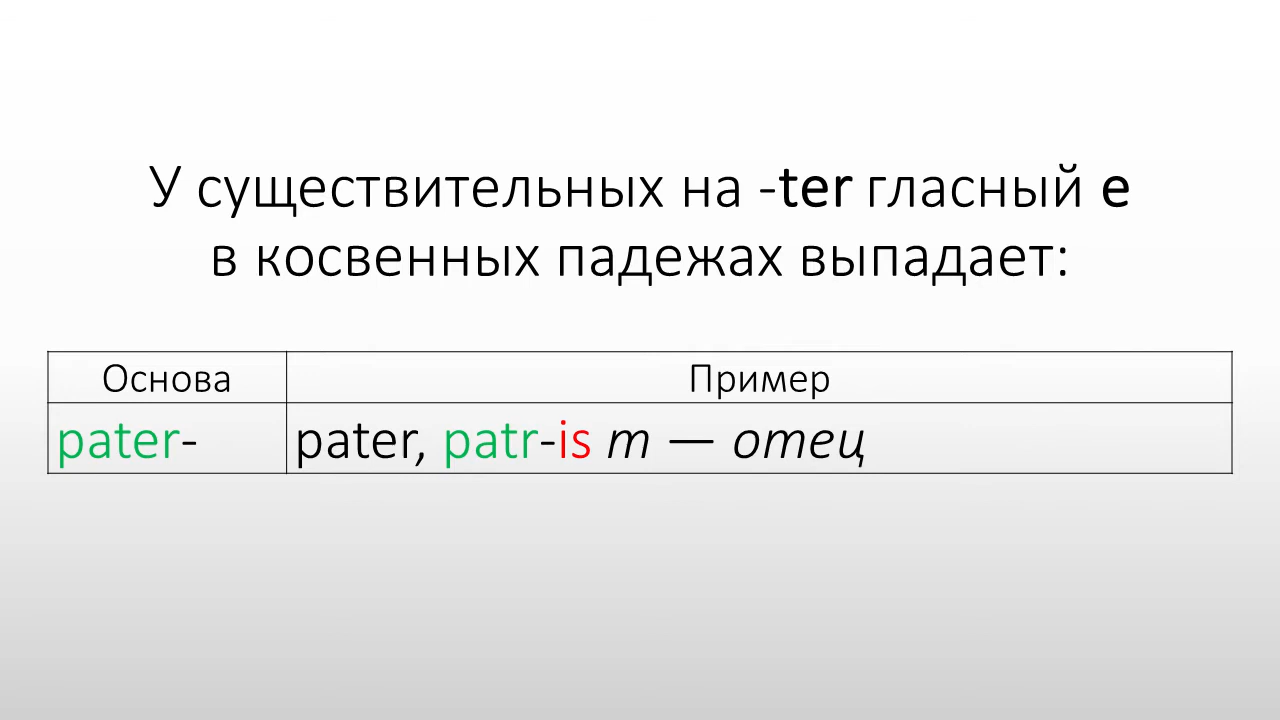 У существительных на -ter гласный e
в косвенных падежах выпадает:
Основа Пример
pater- pater, patr-is m — отец